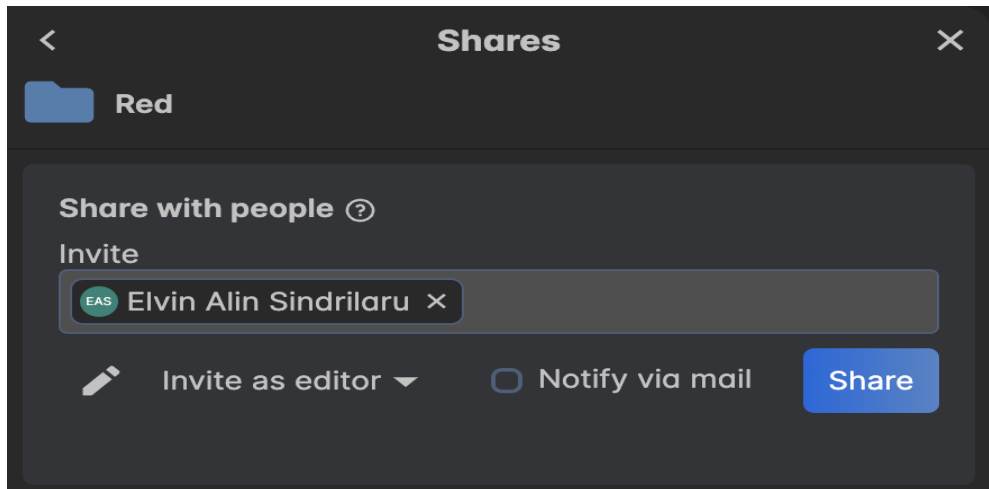 Shares
Red
Share with people
Invite
EAS Elvin Alin Sindrilaru
Invite as editor
Notify via mail
Share